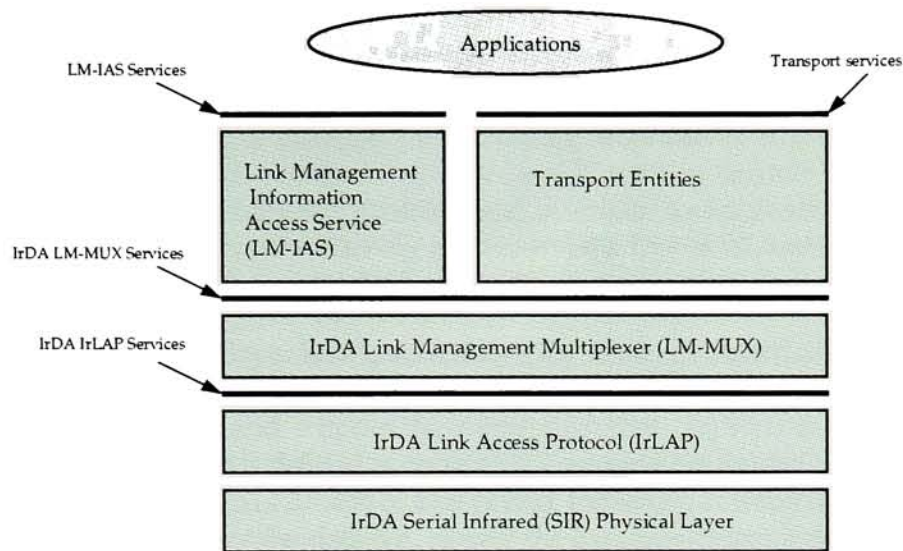 Applications
LM-IAS Services
Transport services
Link Management
Information
Access Service
(LM-IAS)
Transport Entities
IrDA LM-MUX Services
IrDA Link Management Multiplexer (LM-MUX)
IrDA IrLAP Services
IrDA Link Access Protocol (IrLAP)
IrDA Serial Infrared (SIR) Physical Layer